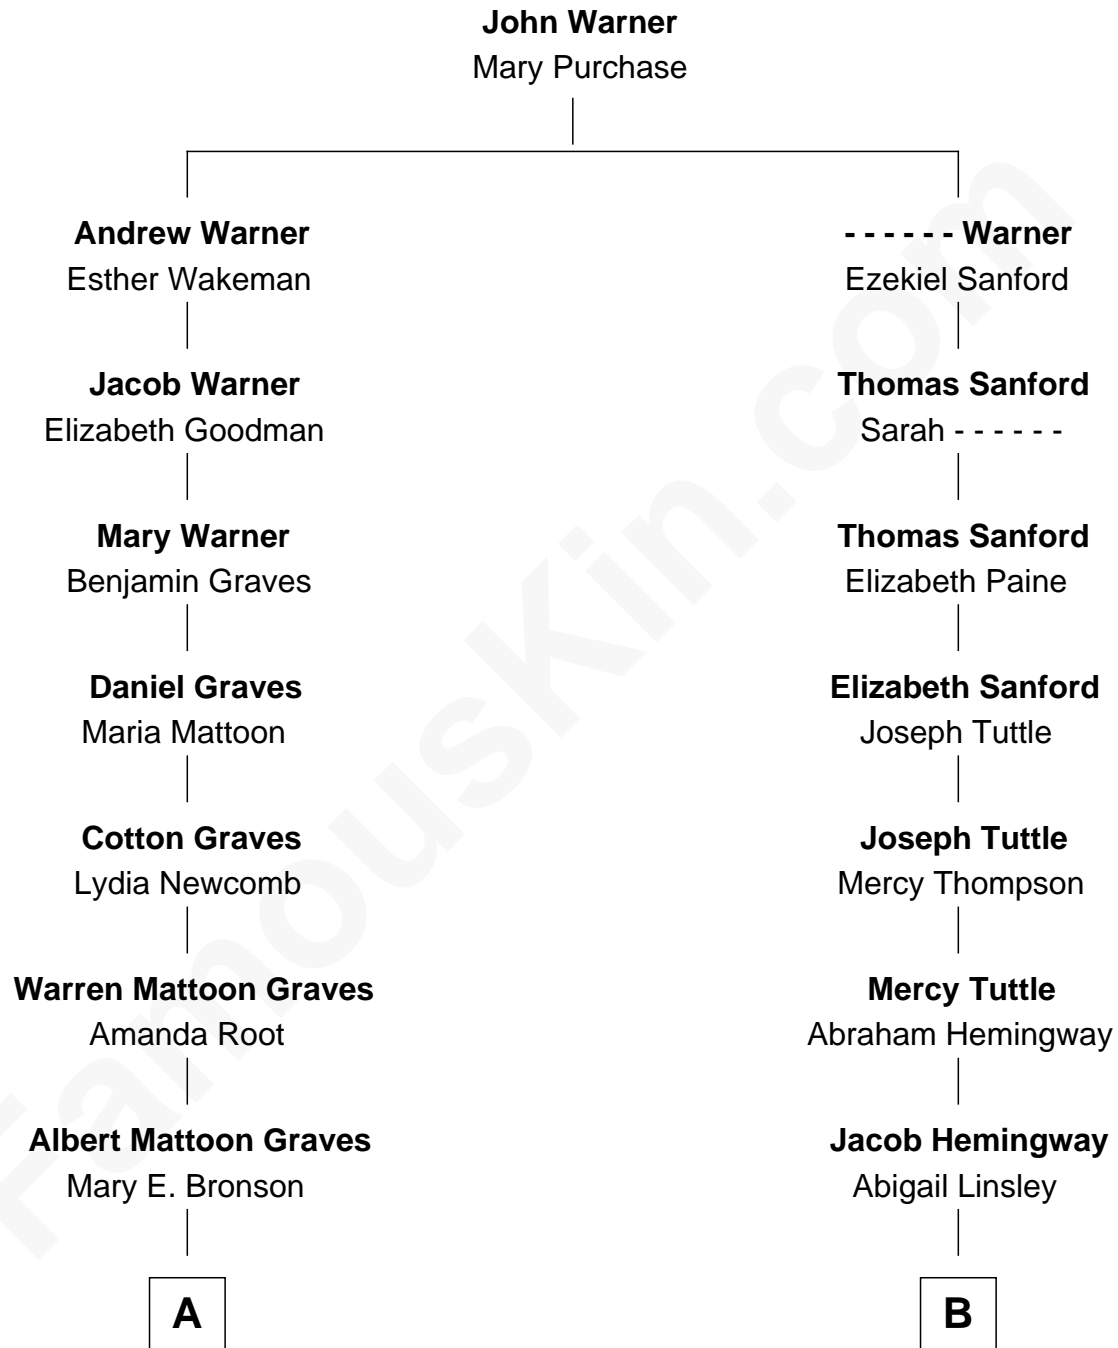 John Warner
Mary Purchase
Andrew Warner
Esther Wakeman
- - - - - - Warner
Ezekiel Sanford
Jacob Warner
Elizabeth Goodman
Thomas Sanford
Sarah - - - - - -
Mary Warner
Benjamin Graves
Thomas Sanford
Elizabeth Paine
Daniel Graves
Maria Mattoon
Elizabeth Sanford
Joseph Tuttle
Cotton Graves
Lydia Newcomb
Joseph Tuttle
Mercy Thompson
Warren Mattoon Graves
Amanda Root
Mercy Tuttle
Abraham Hemingway
Albert Mattoon Graves
Mary E. Bronson
Jacob Hemingway
Abigail Linsley
A
B
FamousKin.com